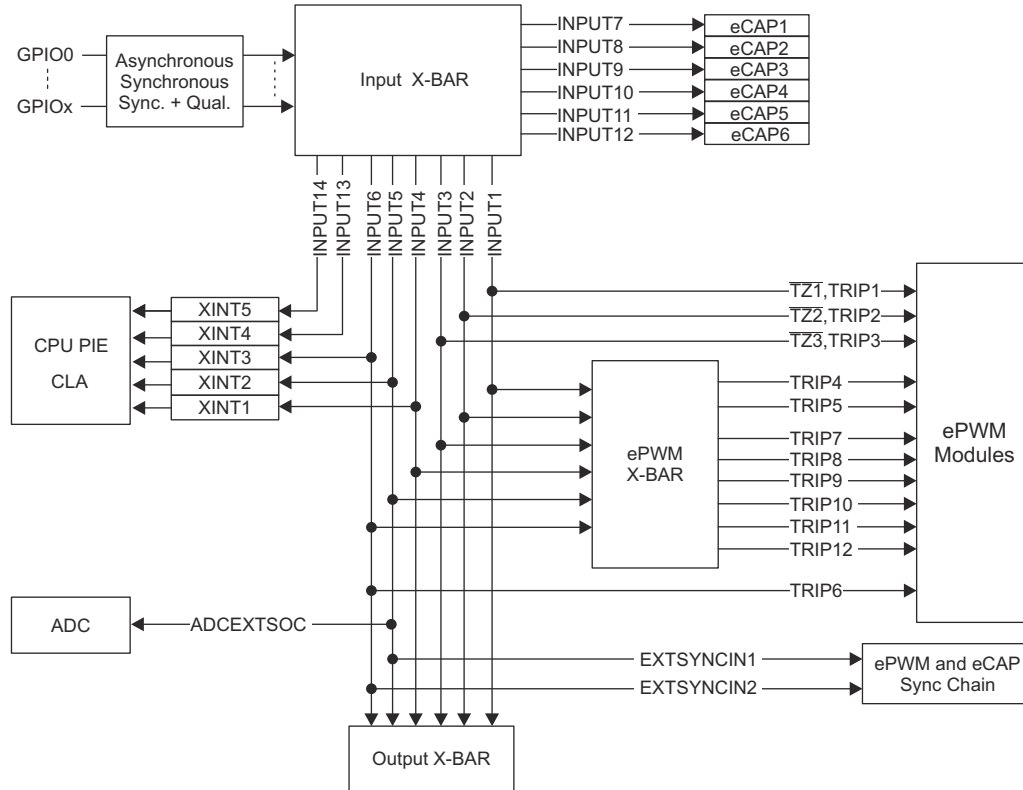 GPIO0
GPIOx
Asynchronous
Synchronous
Sync. + Qual.
Input X-BAR
INPUT7
INPUT8
INPUT9
INPUT10
INPUT11
INPUT12
eCAP1
eCAP2
eCAP3
eCAP4
eCAP5
eCAP6
INPUT14
INPUT13
INPUT6
INPUT5
INPUT4
INPUT3
INPUT2
INPUT1
CPU PIE
CLA
XINT5
XINT4
XINT3
XINT2
XINT1
TZ1,TRIP1
TZ2,TRIP2
TZ3,TRIP3
ePWM
X-BAR
TRIP4
TRIP5
TRIP7
TRIP8
TRIP9
TRIP10
TRIP11
TRIP12
TRIP6
ePWM
Modules
ADC
ADCEXTSOC
EXTSYNCIN1
EXTSYNCIN2
ePWM and eCAP
Sync Chain
Output X-BAR